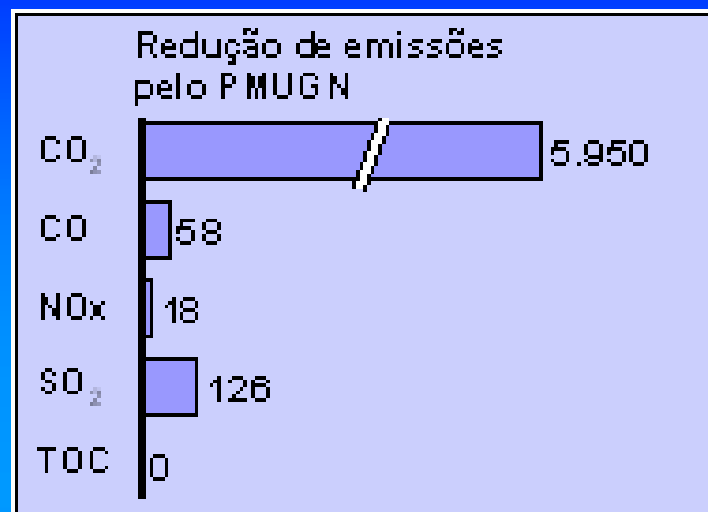 Redução de emissões
pelo PMUGN
CO₂ 5.950
CO 58
NOx 18
SO₂ 126
TOC 0